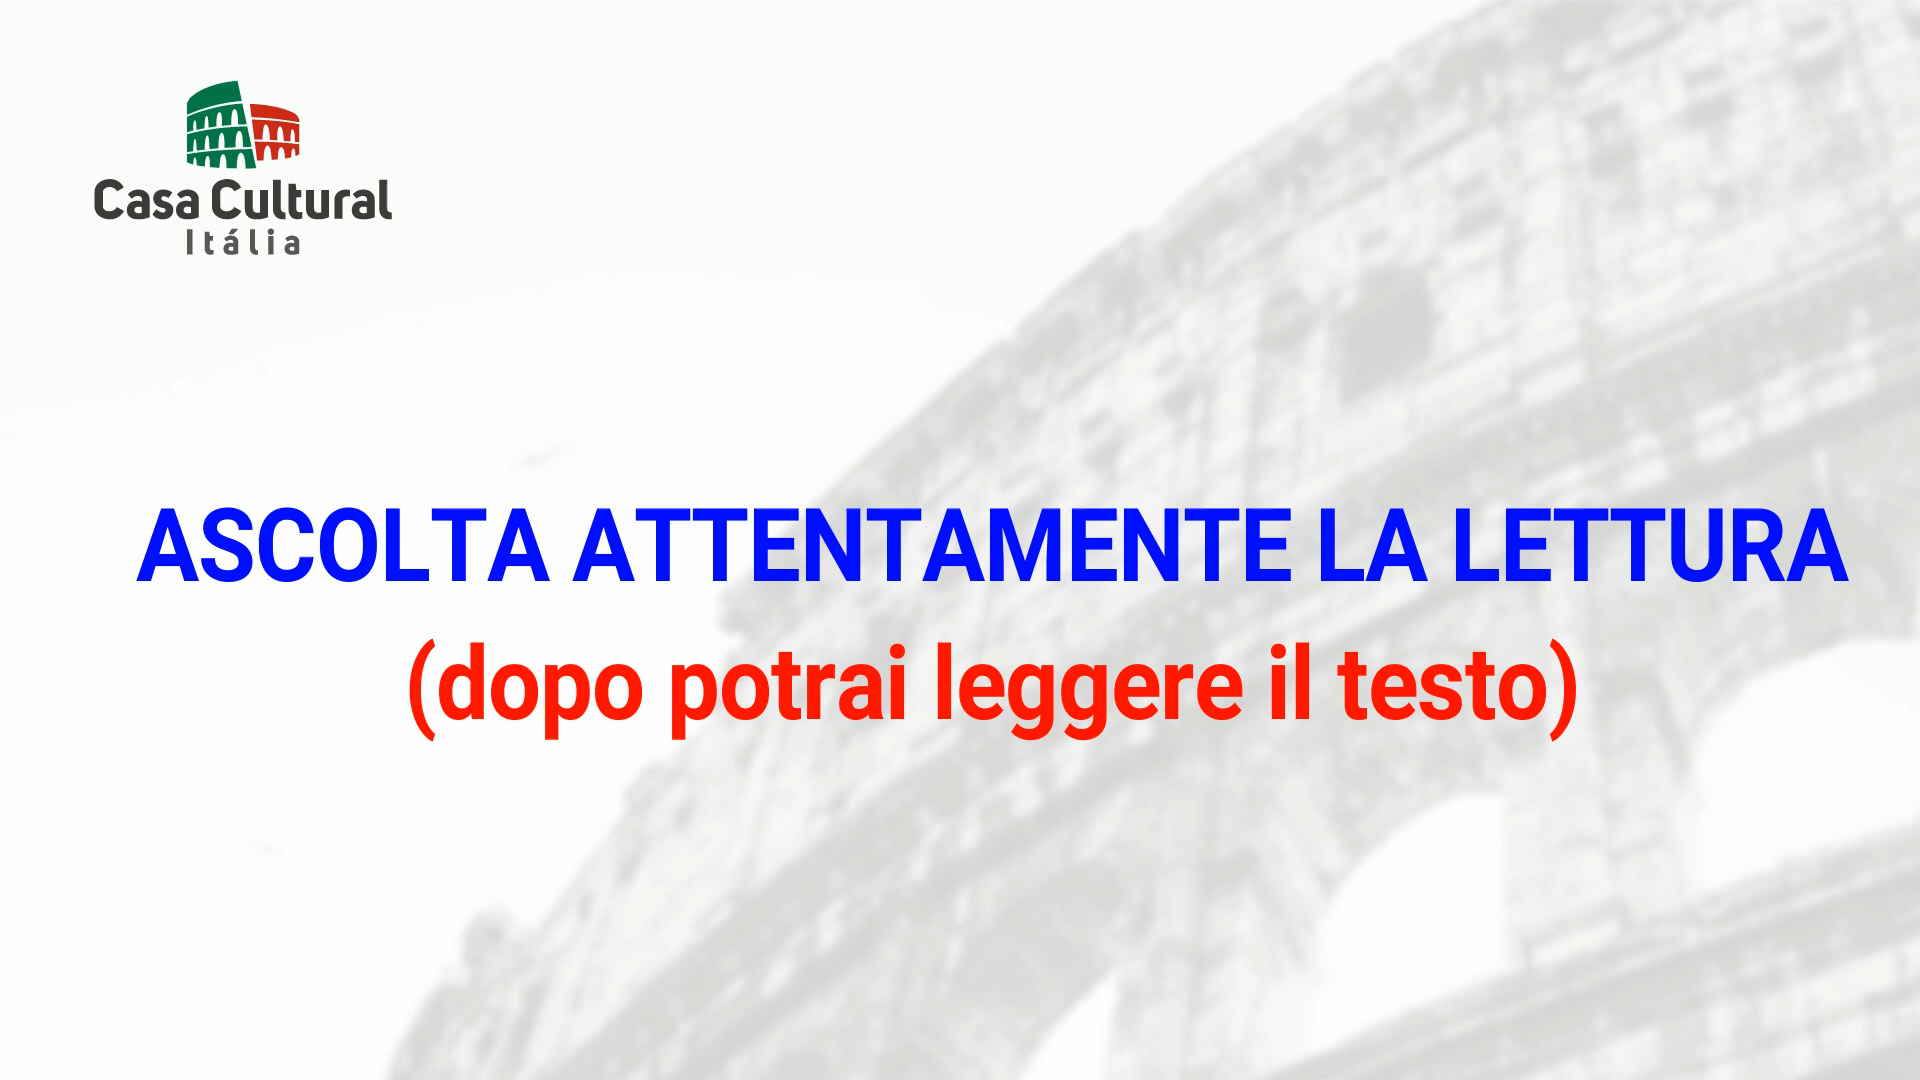 Casa Cultural
Itália
ASCOLTA ATTENTAMENTE LA LETTURA
(dopo potrai leggere il testo)